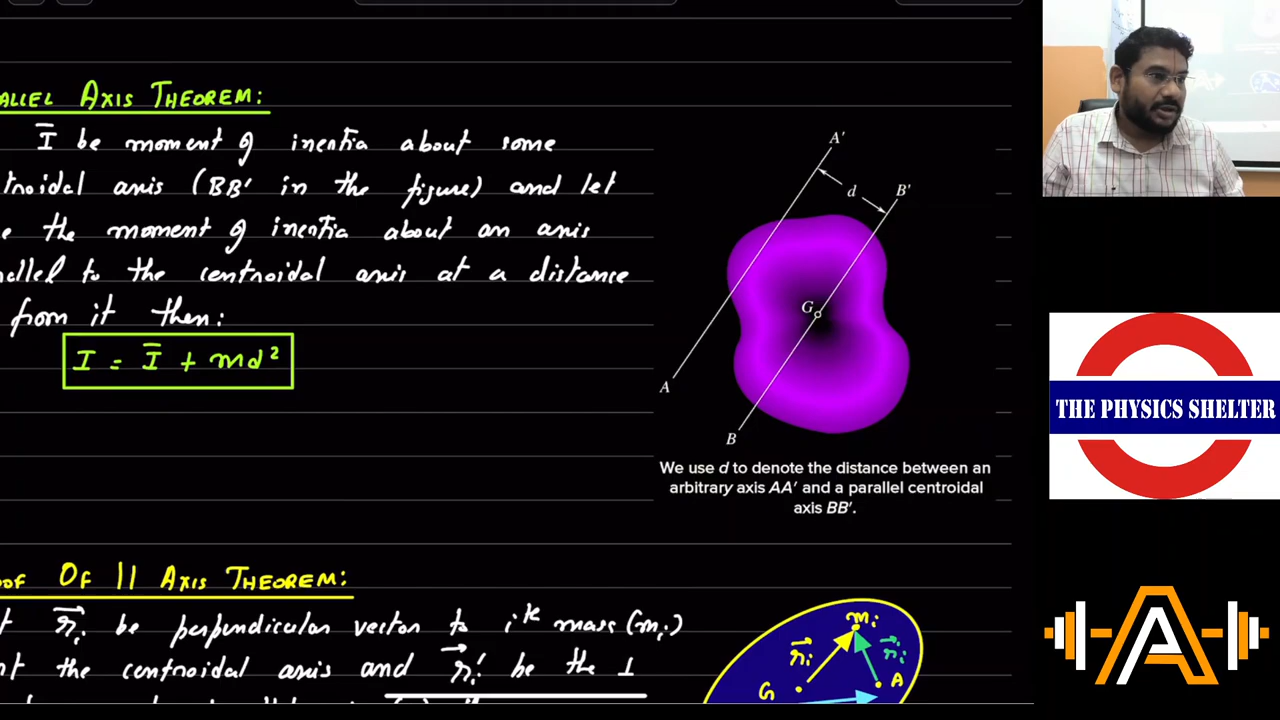 ALLEL AXIS THEOREM:
Ī be moment of inertia about some
troidal axis (BB' in the figure) and let
e the moment of inertia about an axis
allel to the centroidal axis at a distance
from it then:
I = Ī + md²
A'
d
B'
G
A
B
We use d to denote the distance between an
arbitrary axis AA′ and a parallel centroidal
axis BB′.
OOF OF || AXIS THEOREM:
t r⃗ᵢ be perpendicular vector to iᵗʰ mass (mᵢ)
the centroidal axis and r⃗ᵢ' be the ⊥
mᵢ
r⃗ᵢ
r⃗ᵢ'
G
A
THE PHYSICS SHELTER